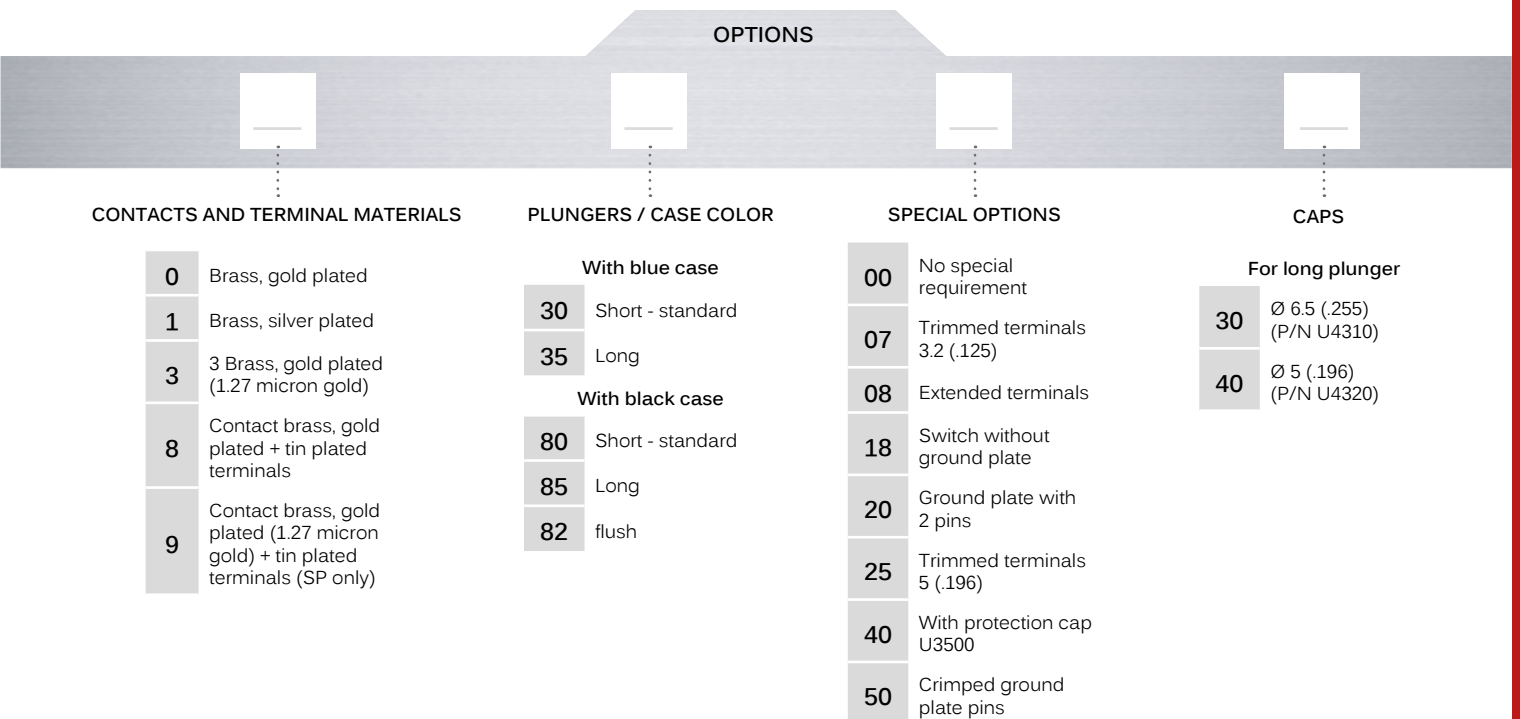 OPTIONS
CONTACTS AND TERMINAL MATERIALS
0 Brass, gold plated
1 Brass, silver plated
3 3 Brass, gold plated
(1.27 micron gold)
8 Contact brass, gold
plated + tin plated
terminals
9 Contact brass, gold
plated (1.27 micron
gold) + tin plated
terminals (SP only)
PLUNGERS / CASE COLOR
With blue case
30 Short - standard
35 Long
With black case
80 Short - standard
85 Long
82 flush
SPECIAL OPTIONS
00 No special
requirement
07 Trimmed terminals
3.2 (.125)
08 Extended terminals
18 Switch without
ground plate
20 Ground plate with
2 pins
25 Trimmed terminals
5 (.196)
40 With protection cap
U3500
50 Crimped ground
plate pins
CAPS
For long plunger
30 Ø 6.5 (.255)
(P/N U4310)
40 Ø 5 (.196)
(P/N U4320)